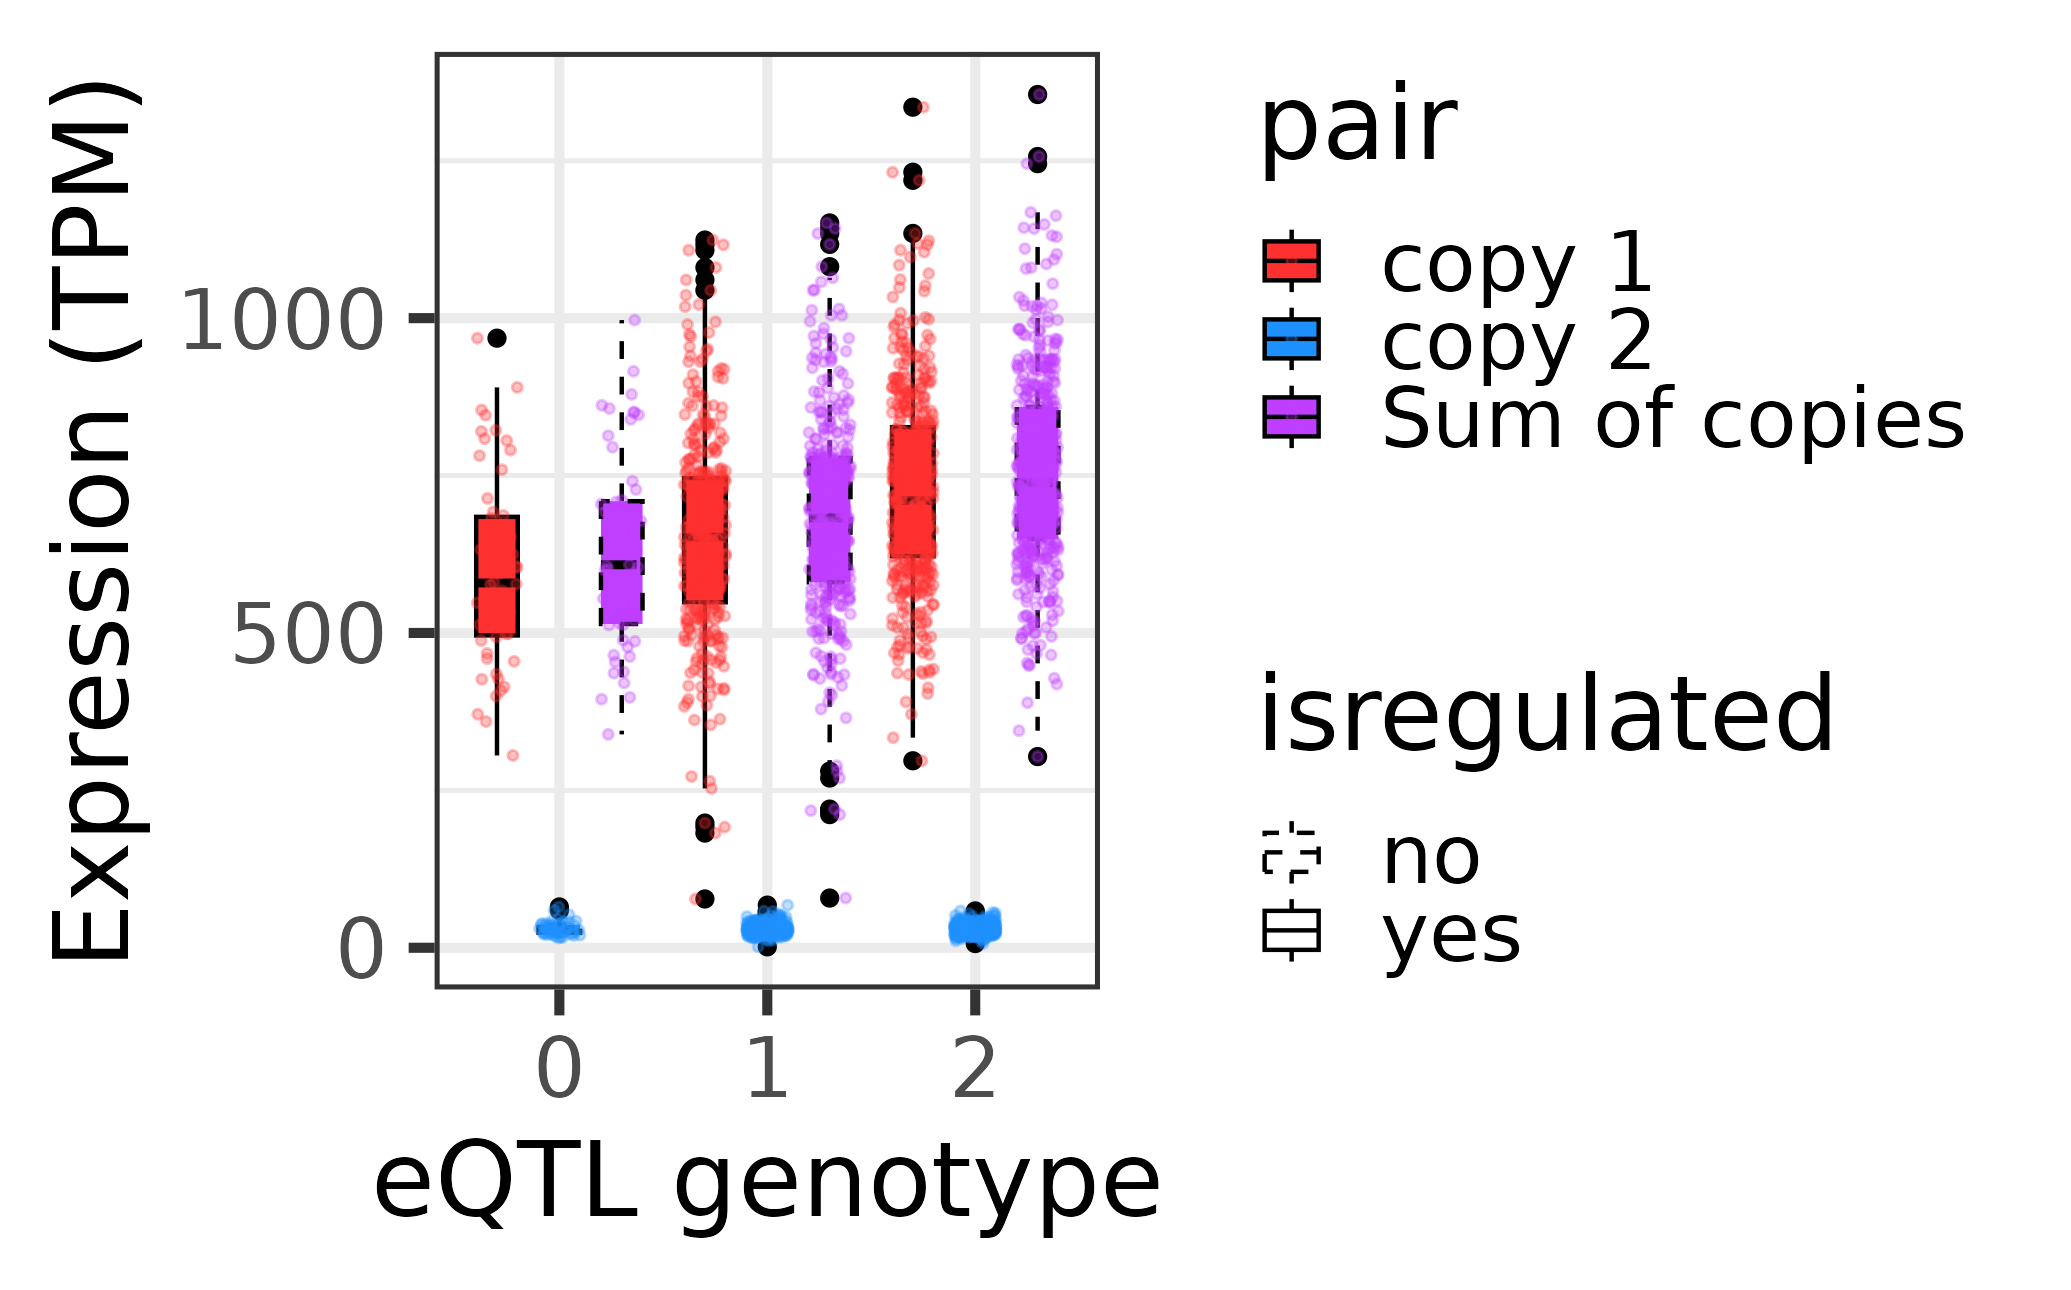 Expression (TPM)
1000
500
0
0 1 2
eQTL genotype
pair
copy 1
copy 2
Sum of copies
isregulated
no
yes